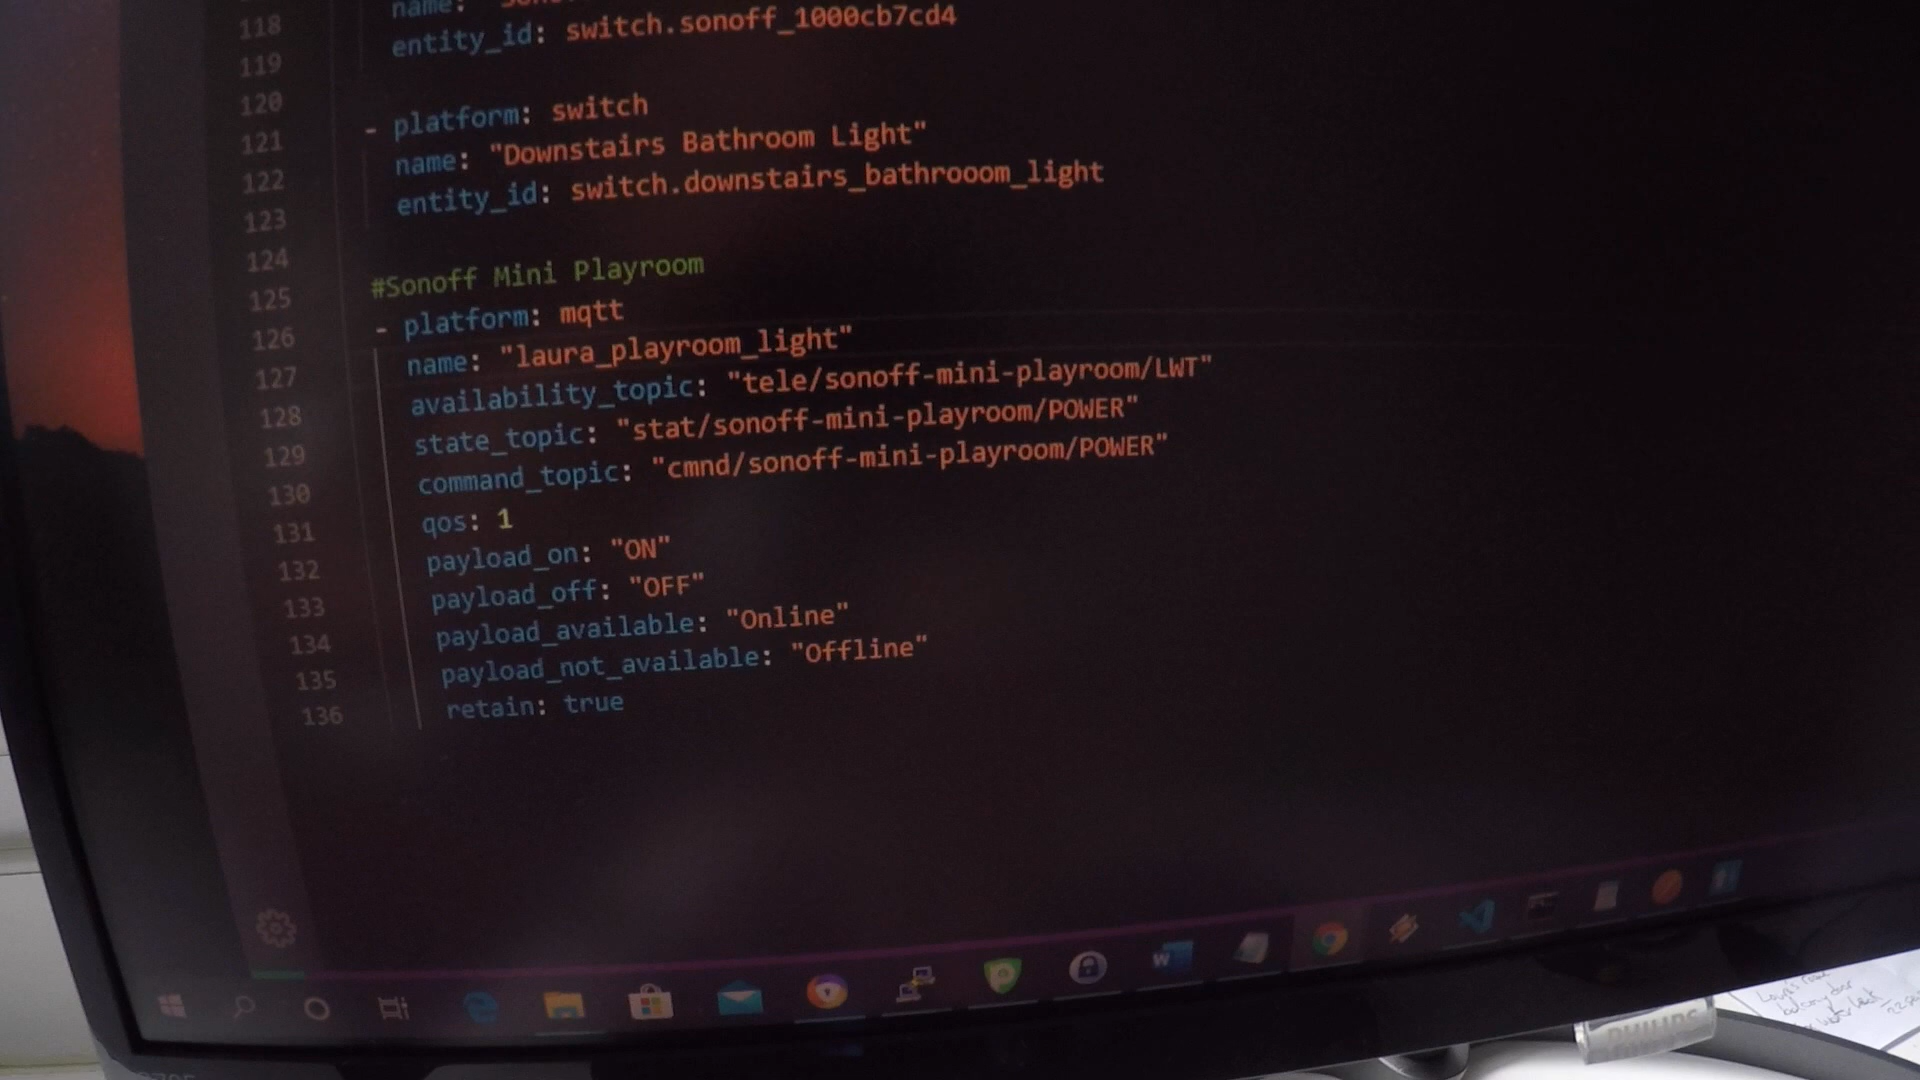 118 name:
119 entity_id: switch.sonoff_1000cb7cd4
120
121 - platform: switch
122 name: "Downstairs Bathroom Light"
123 entity_id: switch.downstairs_bathrooom_light
124
125 #Sonoff Mini Playroom
126 - platform: mqtt
127 name: "laura_playroom_light"
128 availability_topic: "tele/sonoff-mini-playroom/LWT"
129 state_topic: "stat/sonoff-mini-playroom/POWER"
130 command_topic: "cmnd/sonoff-mini-playroom/POWER"
131 qos: 1
132 payload_on: "ON"
133 payload_off: "OFF"
134 payload_available: "Online"
135 payload_not_available: "Offline"
136 retain: true
PHILIPS